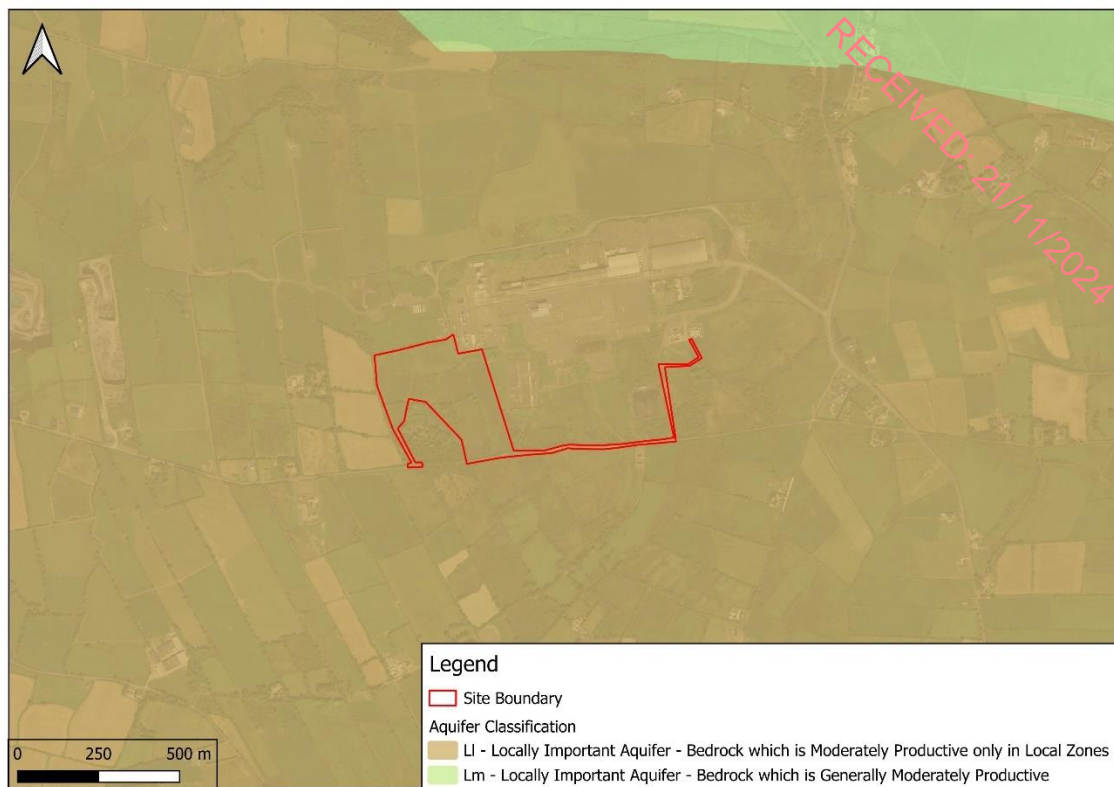 RECEIVED: 21/11/2024
Legend
Site Boundary
Aquifer Classification
Ll - Locally Important Aquifer - Bedrock which is Moderately Productive only in Local Zones
Lm - Locally Important Aquifer - Bedrock which is Generally Moderately Productive
0 250 500 m